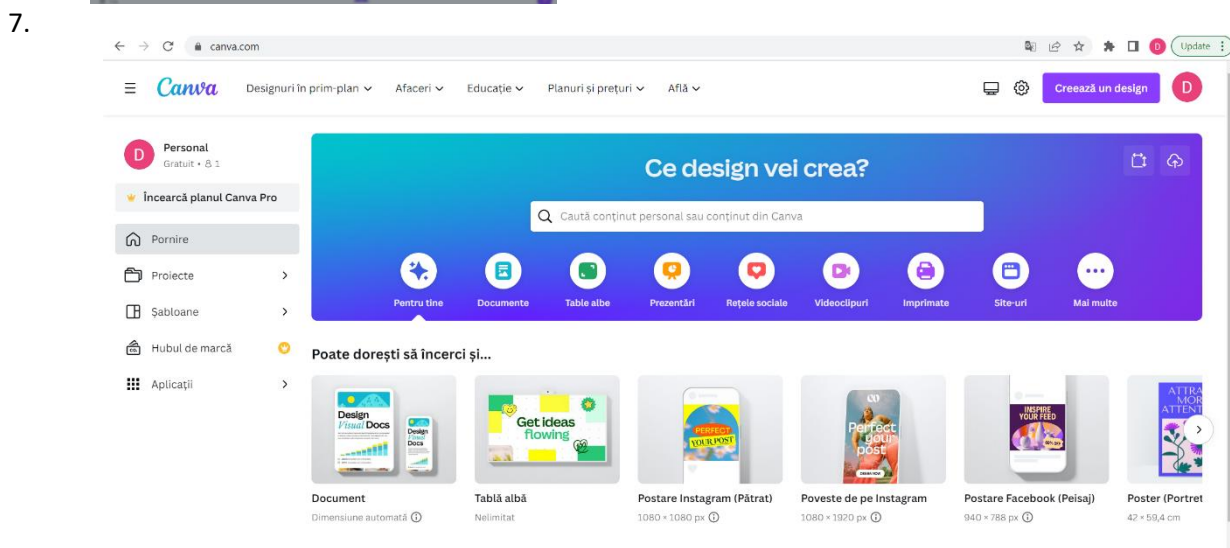 7.
canva.com
D
Update
Canva
Designuri în prim-plan
Afaceri
Educație
Planuri și prețuri
Află
Creează un design
D
D
Personal
Gratuit • 1
Încearcă planul Canva Pro
Pornire
Proiecte
Șabloane
Hubul de marcă
Aplicații
Ce design vei crea?
Caută conținut personal sau conținut din Canva
Pentru tine
Documente
Table albe
Prezentări
Rețele sociale
Videoclipuri
Imprimate
Site-uri
Mai multe
Poate dorești să încerci și...
Design
Visual Docs
Design
Visual
Docs
Get ideas
flowing
PERFECT
YOUR POST
Perfect
your
post
INSPIRE
YOUR FEED
ATTRA
MOR
ATTENT
Document
Dimensiune automată
Tablă albă
Nelimitat
Postare Instagram (Pătrat)
1080 × 1080 px
Poveste de pe Instagram
1080 × 1920 px
Postare Facebook (Peisaj)
940 × 788 px
Poster (Portret
42 × 59,4 cm